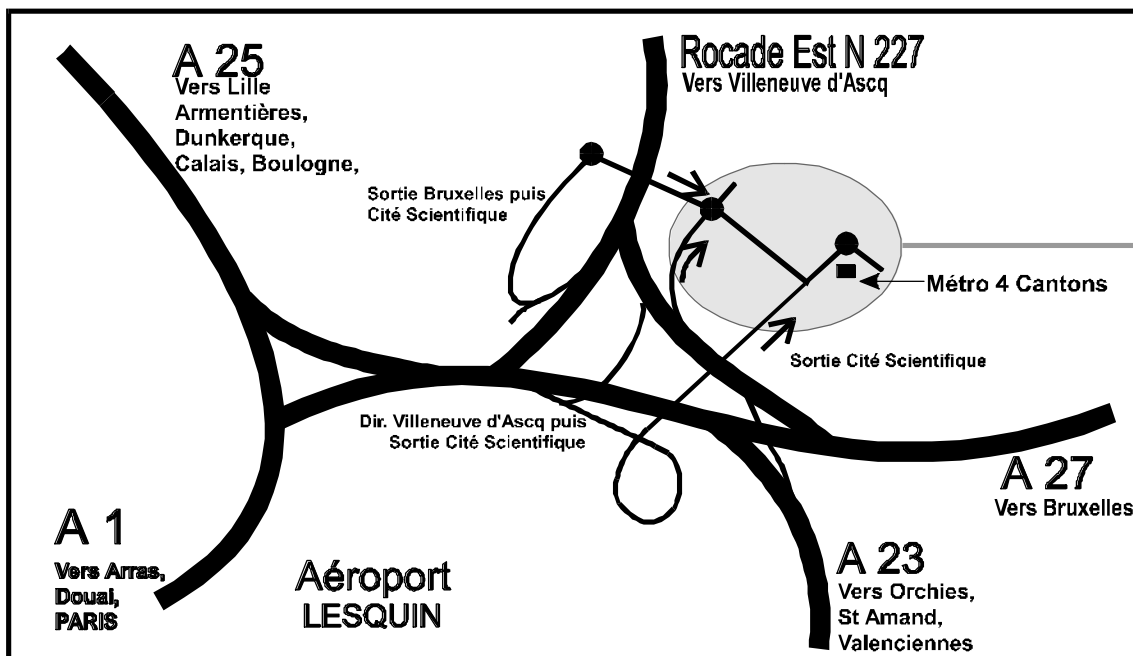 A 25
Vers Lille
Armentières,
Dunkerque,
Calais, Boulogne,
Rocade Est N 227
Vers Villeneuve d'Ascq
Sortie Bruxelles puis
Cité Scientifique
Métro 4 Cantons
Sortie Cité Scientifique
Dir. Villeneuve d'Ascq puis
Sortie Cité Scientifique
A 27
Vers Bruxelles
A 1
Vers Arras,
Douai,
PARIS
Aéroport
LESQUIN
A 23
Vers Orchies,
St Amand,
Valenciennes